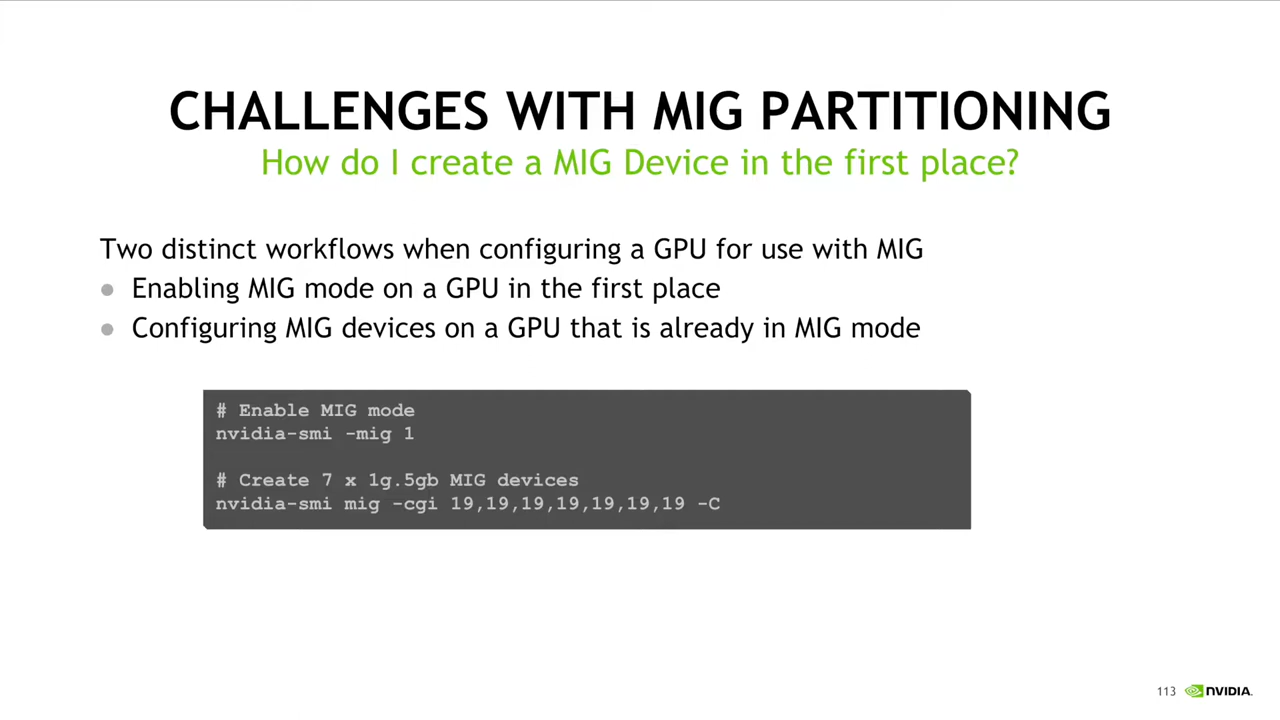 CHALLENGES WITH MIG PARTITIONING
How do I create a MIG Device in the first place?
Two distinct workflows when configuring a GPU for use with MIG
● Enabling MIG mode on a GPU in the first place
● Configuring MIG devices on a GPU that is already in MIG mode
# Enable MIG mode
nvidia-smi -mig 1
# Create 7 x 1g.5gb MIG devices
nvidia-smi mig -cgi 19,19,19,19,19,19,19 -C
113 NVIDIA.